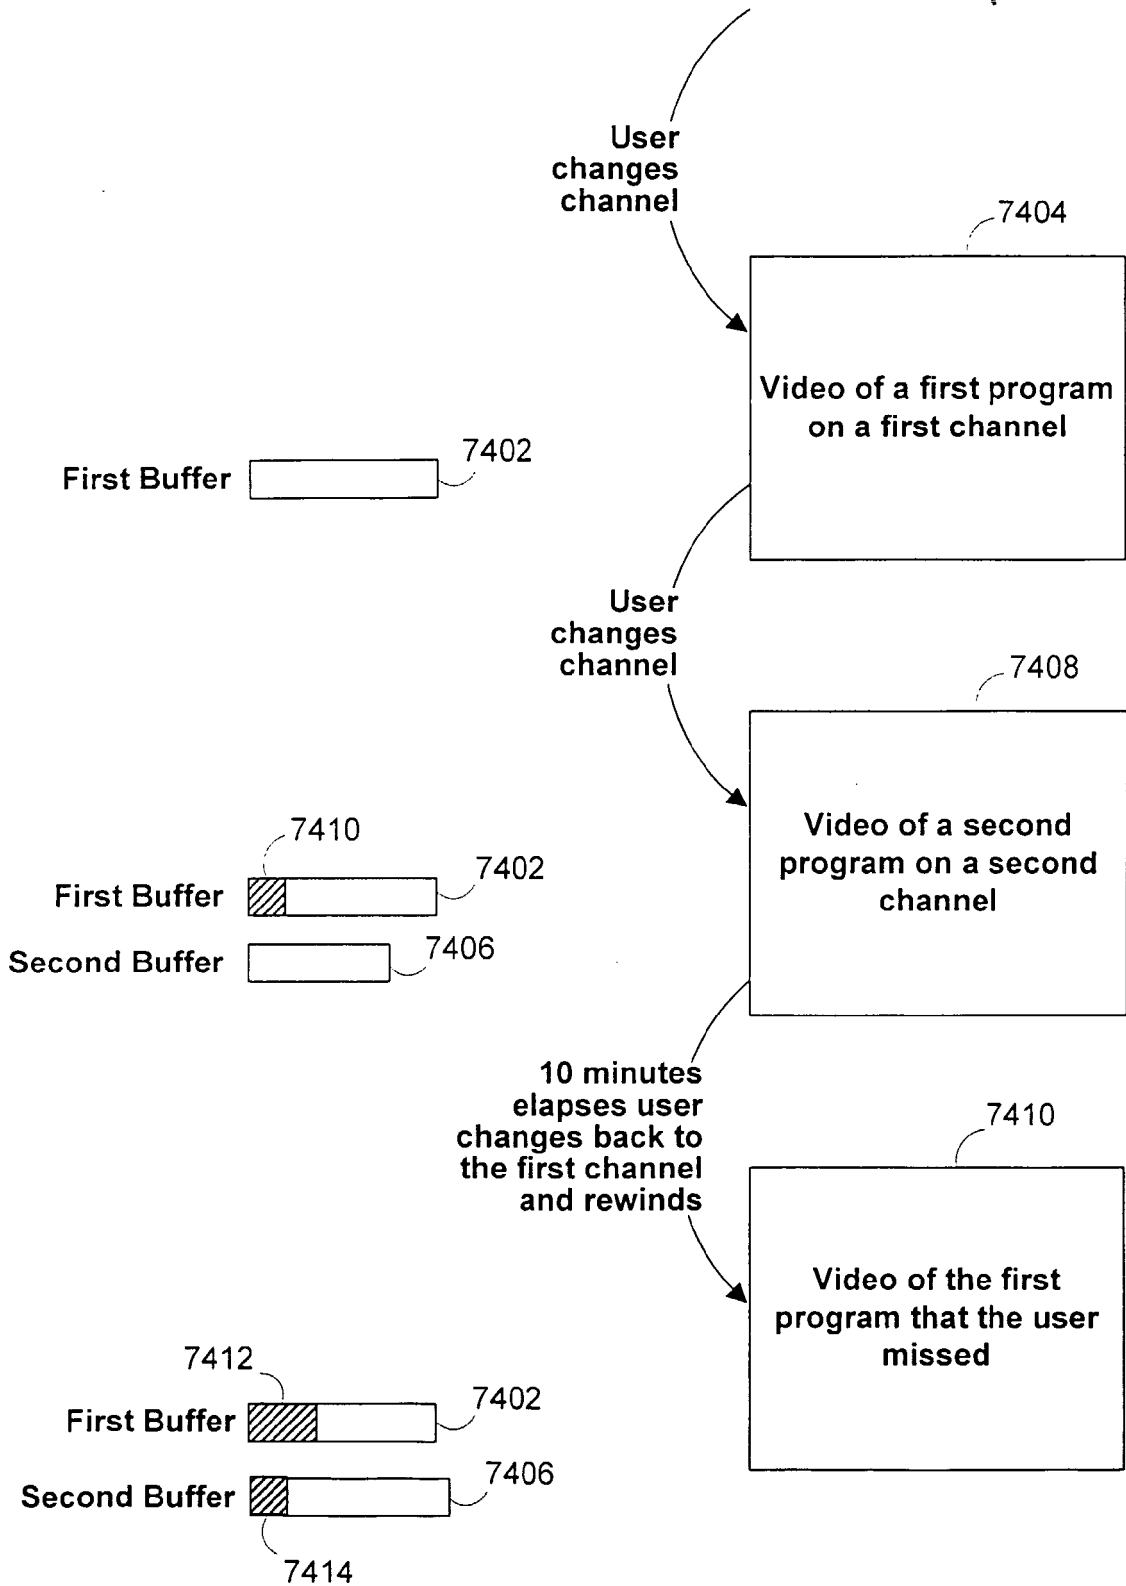 User
changes
channel
7404
Video of a first program
on a first channel
7402
First Buffer
User
changes
channel
7408
Video of a second
program on a second
channel
7410
First Buffer
7402
Second Buffer
7406
10 minutes
elapses user
changes back to
the first channel
and rewinds
7410
Video of the first
program that the user
missed
7412
First Buffer
7402
Second Buffer
7406
7414